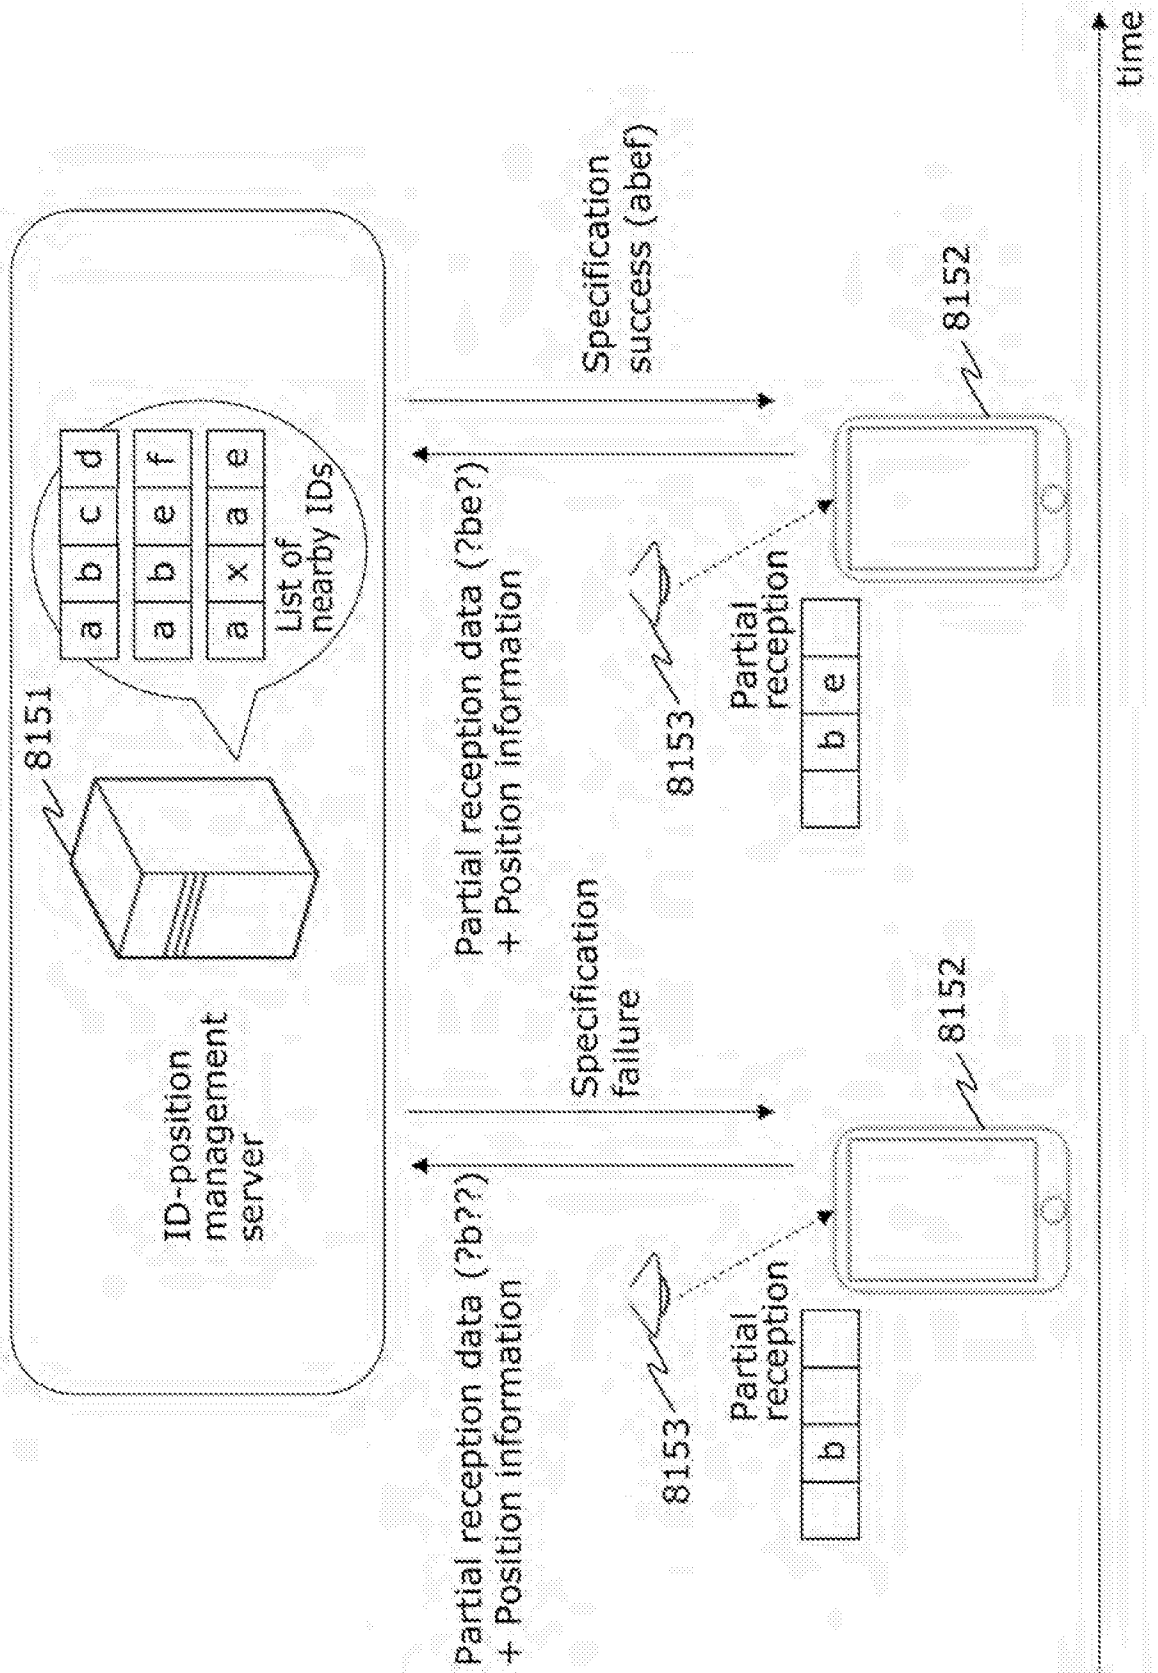 ID-position
management
server
8151
a b c d
a b e f
a x a e
List of
nearby IDs
Partial reception data (?b??)
+ Position information
Specification
failure
Partial reception data (?be?)
+ Position information
Specification
success (abef)
8153
Partial
reception
b
8152
8153
Partial
reception
b e
8152
time